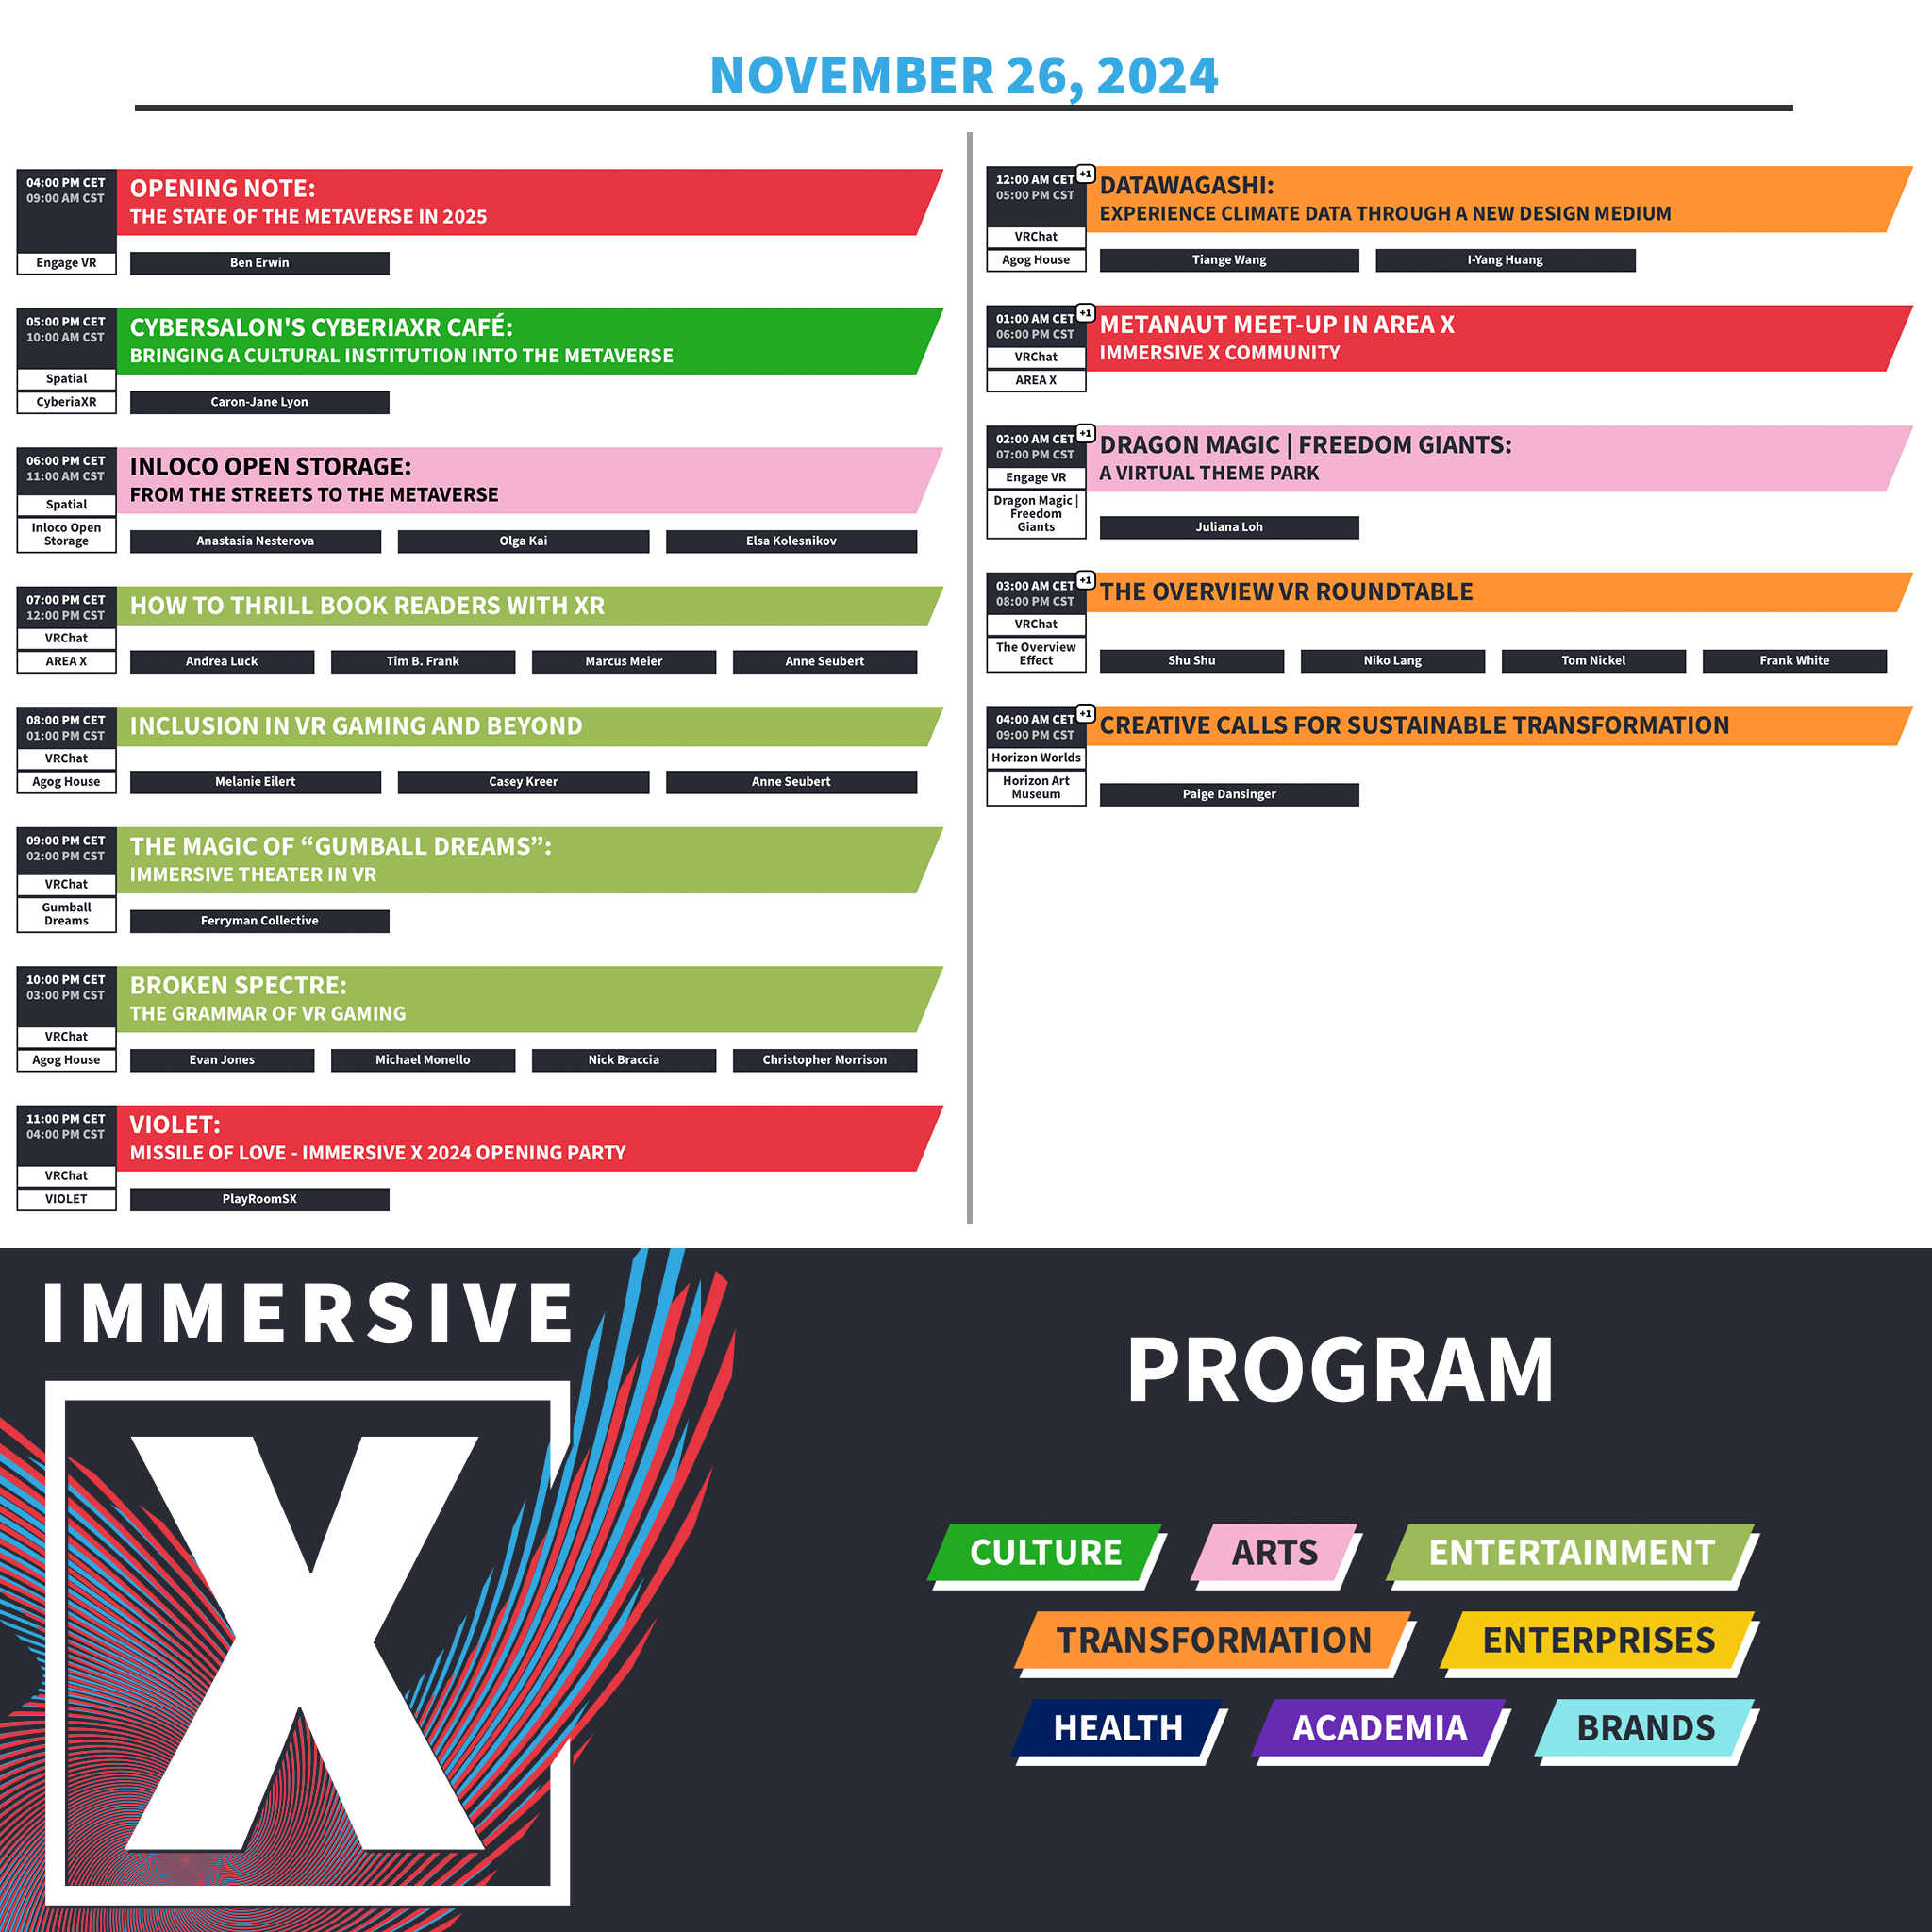 NOVEMBER 26, 2024
04:00 PM CET
09:00 AM CST
Engage VR
OPENING NOTE:
THE STATE OF THE METAVERSE IN 2025
Ben Erwin
05:00 PM CET
10:00 AM CST
Spatial
CyberiaXR
CYBERSALON'S CYBERIAXR CAFÉ:
BRINGING A CULTURAL INSTITUTION INTO THE METAVERSE
Caron-Jane Lyon
06:00 PM CET
11:00 AM CST
Spatial
Inloco Open
Storage
INLOCO OPEN STORAGE:
FROM THE STREETS TO THE METAVERSE
Anastasia Nesterova
Olga Kai
Elsa Kolesnikov
07:00 PM CET
12:00 PM CST
VRChat
AREA X
HOW TO THRILL BOOK READERS WITH XR
Andrea Luck
Tim B. Frank
Marcus Meier
Anne Seubert
08:00 PM CET
01:00 PM CST
VRChat
Agog House
INCLUSION IN VR GAMING AND BEYOND
Melanie Eilert
Casey Kreer
Anne Seubert
09:00 PM CET
02:00 PM CST
VRChat
Gumball
Dreams
THE MAGIC OF “GUMBALL DREAMS”:
IMMERSIVE THEATER IN VR
Ferryman Collective
10:00 PM CET
03:00 PM CST
VRChat
Agog House
BROKEN SPECTRE:
THE GRAMMAR OF VR GAMING
Evan Jones
Michael Monello
Nick Braccia
Christopher Morrison
11:00 PM CET
04:00 PM CST
VRChat
VIOLET
VIOLET:
MISSILE OF LOVE - IMMERSIVE X 2024 OPENING PARTY
PlayRoomSX
12:00 AM CET +1
05:00 PM CST
VRChat
Agog House
DATAWAGASHI:
EXPERIENCE CLIMATE DATA THROUGH A NEW DESIGN MEDIUM
Tiange Wang
I-Yang Huang
01:00 AM CET +1
06:00 PM CST
VRChat
AREA X
METANAUT MEET-UP IN AREA X
IMMERSIVE X COMMUNITY
02:00 AM CET +1
07:00 PM CST
Engage VR
Dragon Magic |
Freedom
Giants
DRAGON MAGIC | FREEDOM GIANTS:
A VIRTUAL THEME PARK
Juliana Loh
03:00 AM CET +1
08:00 PM CST
VRChat
The Overview
Effect
THE OVERVIEW VR ROUNDTABLE
Shu Shu
Niko Lang
Tom Nickel
Frank White
04:00 AM CET +1
09:00 PM CST
Horizon Worlds
Horizon Art
Museum
CREATIVE CALLS FOR SUSTAINABLE TRANSFORMATION
Paige Dansinger
IMMERSIVE
X
PROGRAM
CULTURE
ARTS
ENTERTAINMENT
TRANSFORMATION
ENTERPRISES
HEALTH
ACADEMIA
BRANDS